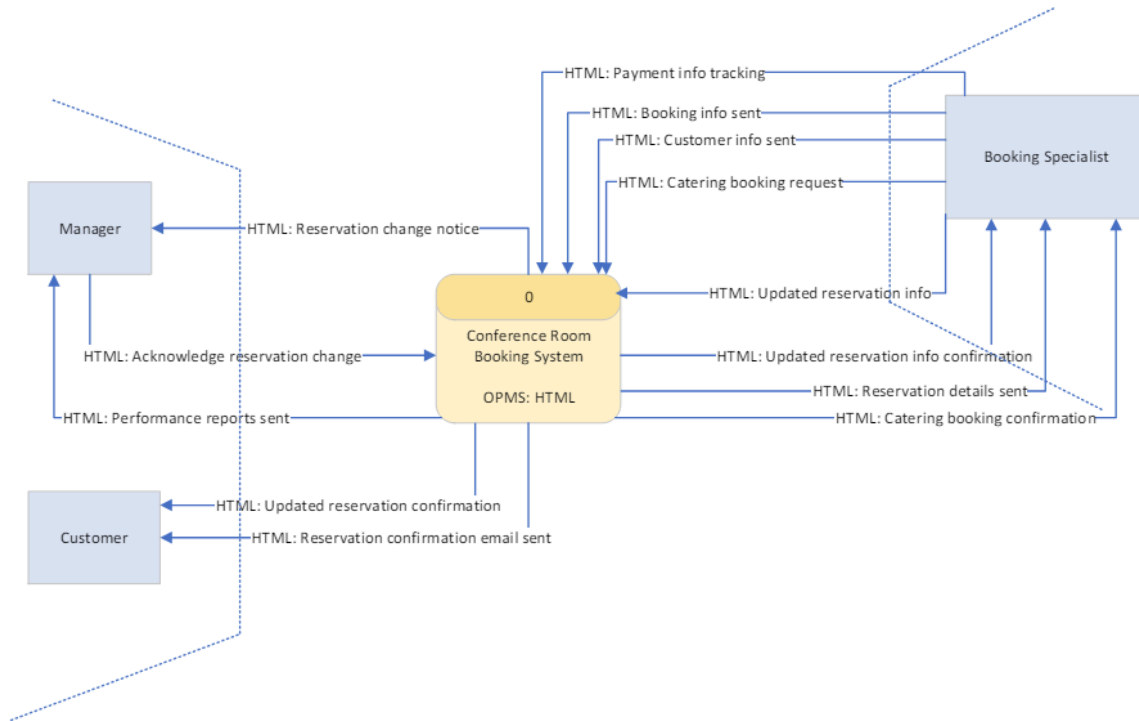 HTML: Payment info tracking
HTML: Booking info sent
HTML: Customer info sent
Booking Specialist
HTML: Catering booking request
Manager
HTML: Reservation change notice
0
HTML: Updated reservation info
Conference Room
Booking System
HTML: Acknowledge reservation change
HTML: Updated reservation info confirmation
OPMS: HTML
HTML: Reservation details sent
HTML: Performance reports sent
HTML: Catering booking confirmation
HTML: Updated reservation confirmation
Customer
HTML: Reservation confirmation email sent